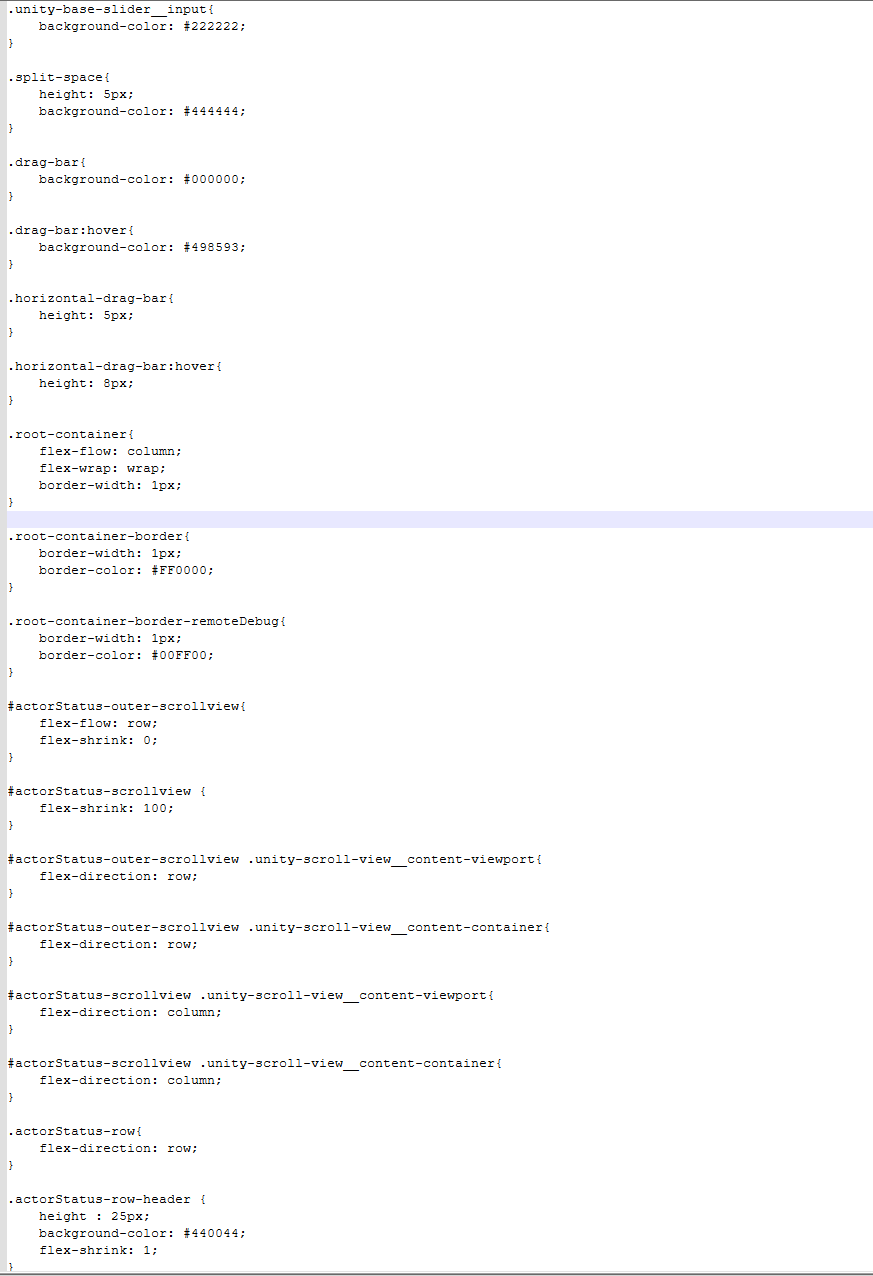 .unity-base-slider__input{
    background-color: #222222;
}

.split-space{
    height: 5px;
    background-color: #444444;
}

.drag-bar{
    background-color: #000000;
}

.drag-bar:hover{
    background-color: #498593;
}

.horizontal-drag-bar{
    height: 5px;
}

.horizontal-drag-bar:hover{
    height: 8px;
}

.root-container{
    flex-flow: column;
    flex-wrap: wrap;
    border-width: 1px;
}

.root-container-border{
    border-width: 1px;
    border-color: #FF0000;
}

.root-container-border-remoteDebug{
    border-width: 1px;
    border-color: #00FF00;
}

#actorStatus-outer-scrollview{
    flex-flow: row;
    flex-shrink: 0;
}

#actorStatus-scrollview {
    flex-shrink: 100;
}

#actorStatus-outer-scrollview .unity-scroll-view__content-viewport{
    flex-direction: row;
}

#actorStatus-outer-scrollview .unity-scroll-view__content-container{
    flex-direction: row;
}

#actorStatus-scrollview .unity-scroll-view__content-viewport{
    flex-direction: column;
}

#actorStatus-scrollview .unity-scroll-view__content-container{
    flex-direction: column;
}

.actorStatus-row{
    flex-direction: row;
}

.actorStatus-row-header {
    height : 25px;
    background-color: #440044;
    flex-shrink: 1;
}